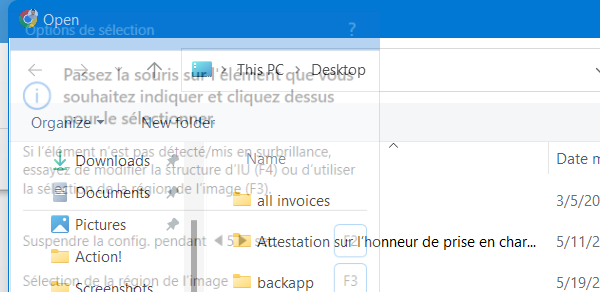 Open
Options de sélection ?
This PC > Desktop
Passez la souris sur l'élément que vous
souhaitez indiquer et cliquez dessus
pour le sélectionner.
Organize
New folder
Si l'élément n'est pas détecté/mis en surbrillance,
essayez de modifier la structure d'IU (F4) ou d'utiliser
la sélection de la région de l'image (F3).
Downloads
Documents
Pictures
Action!
Screenshots
Name
Date m
all invoices
3/5/20
Attestation sur l'honneur de prise en char...
5/11/2
backapp
5/19/2
Suspendre la config. pendant 5 sec. F2
Sélection de la région de l'image F3